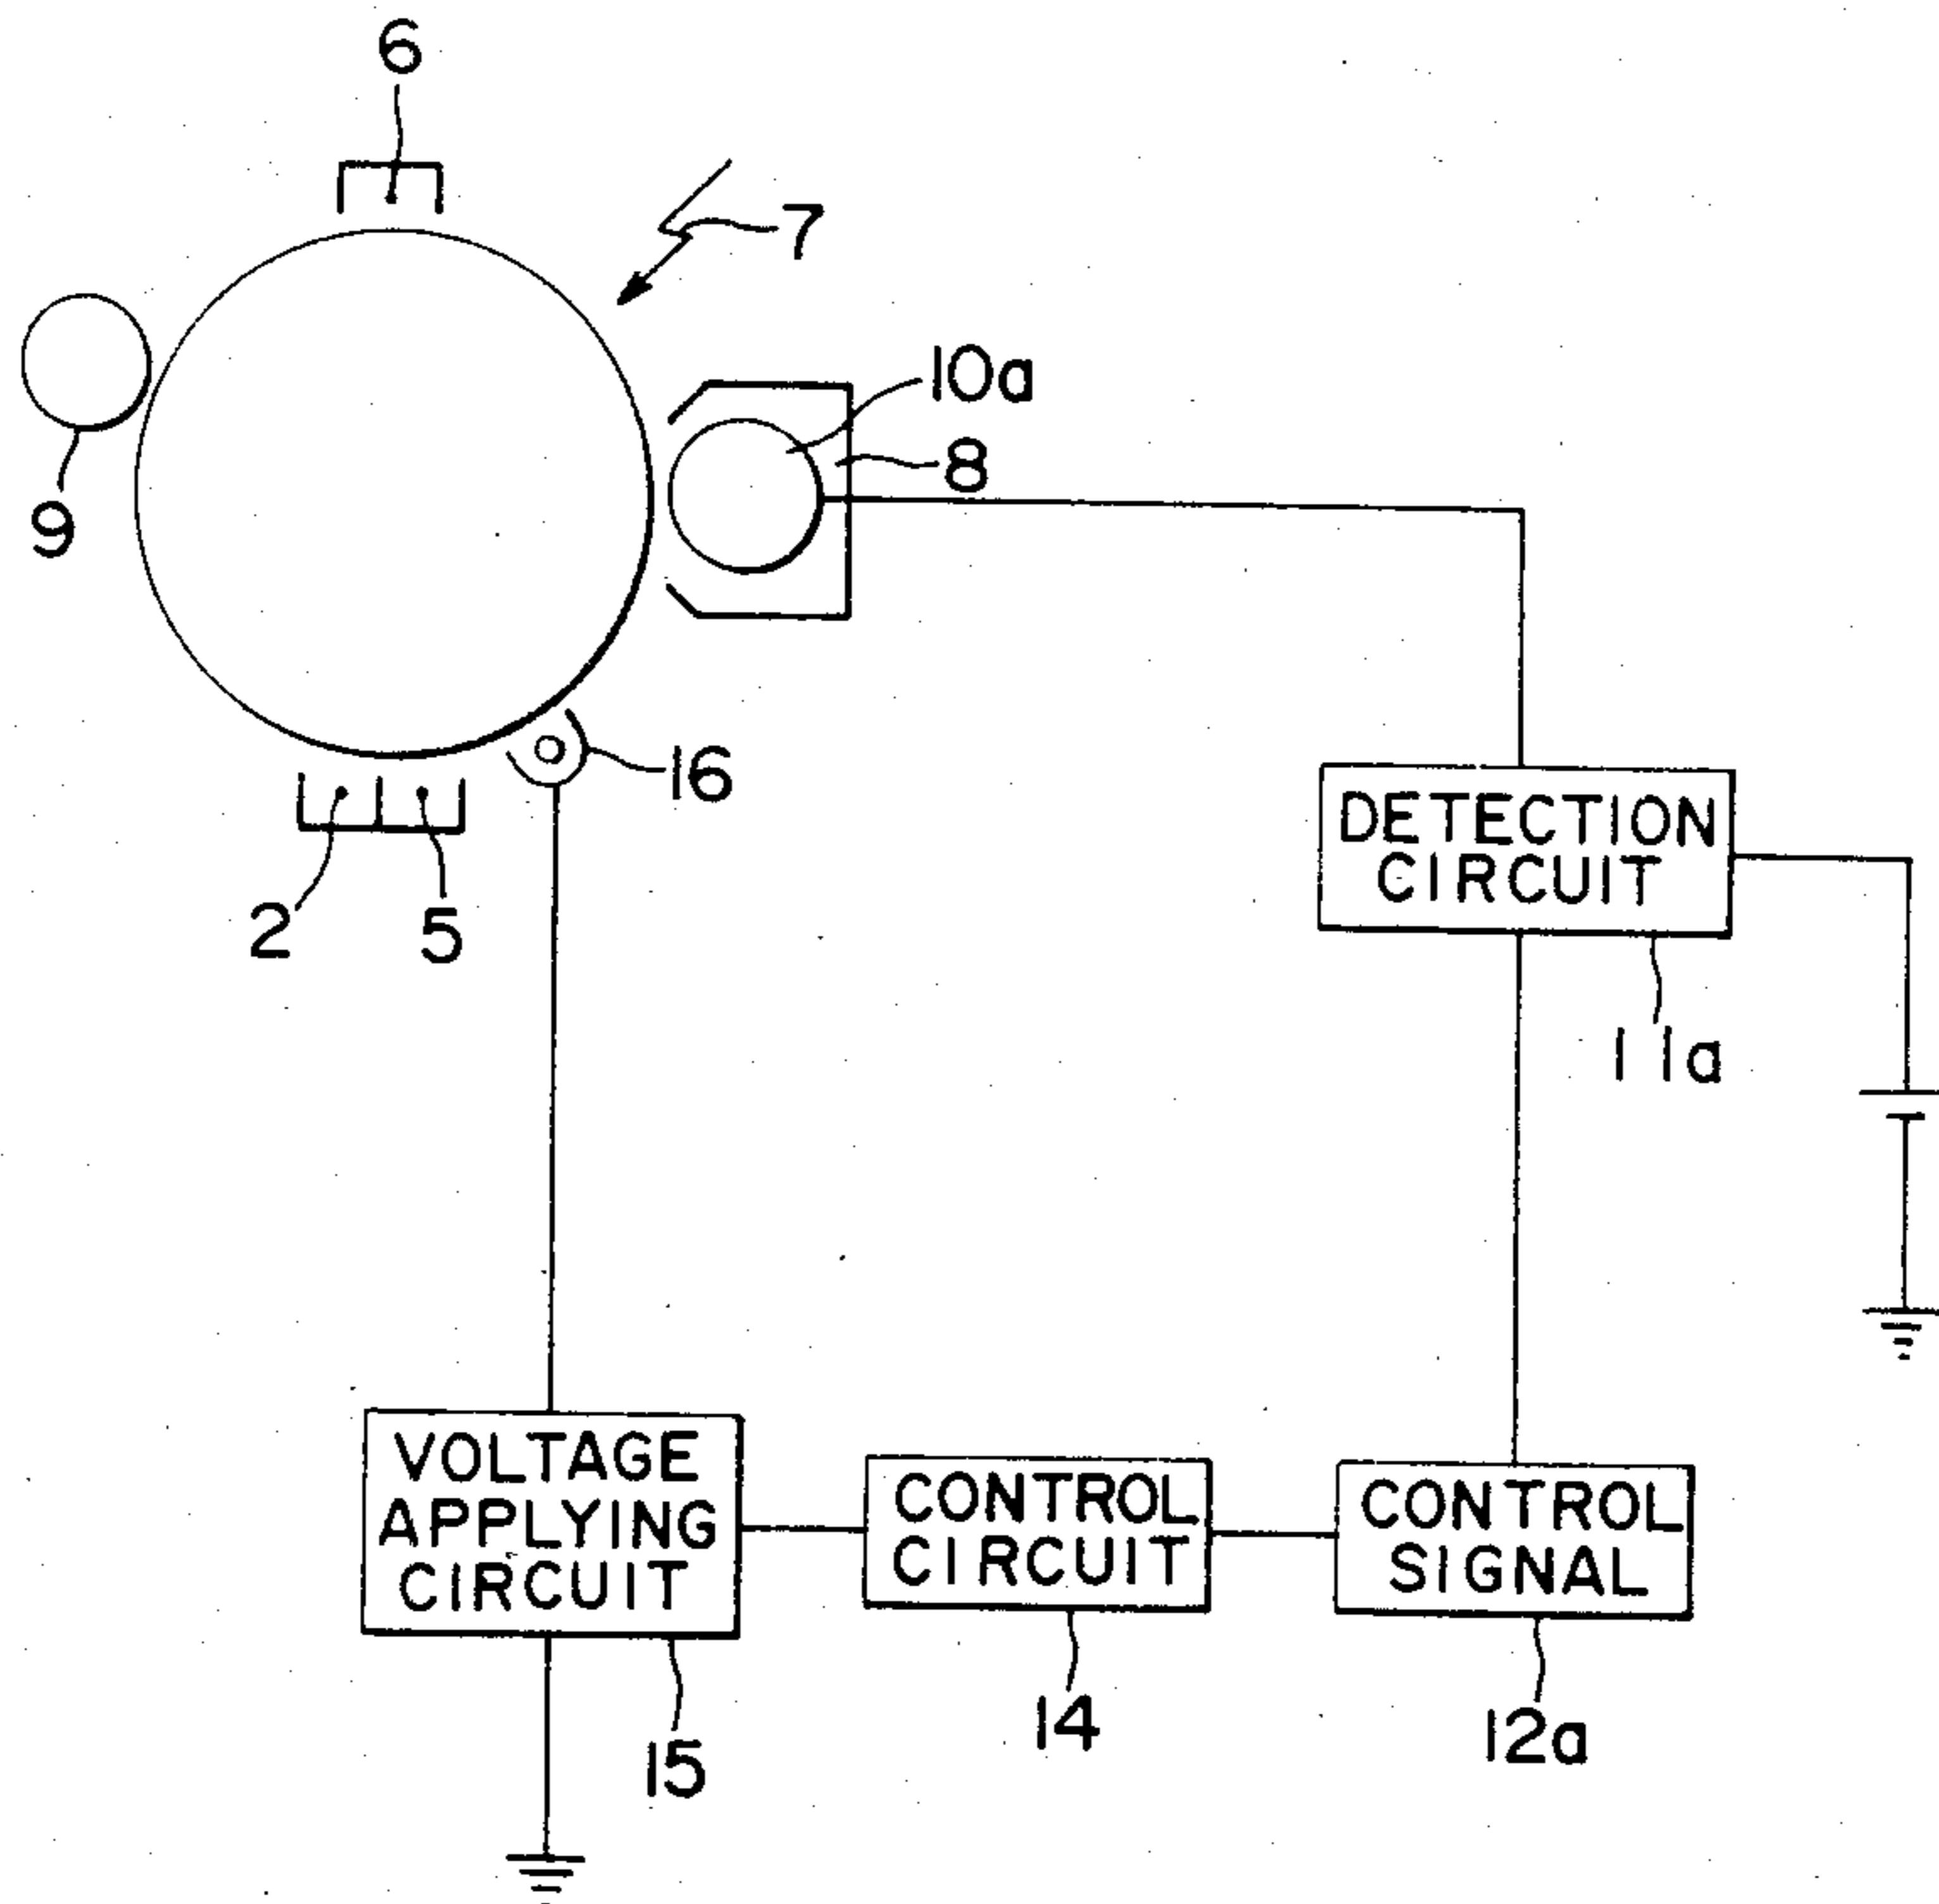 6
7
10a
8
9
16
2
5
DETECTION
CIRCUIT
11a
VOLTAGE
APPLYING
CIRCUIT
CONTROL
CIRCUIT
CONTROL
SIGNAL
14
12a
15